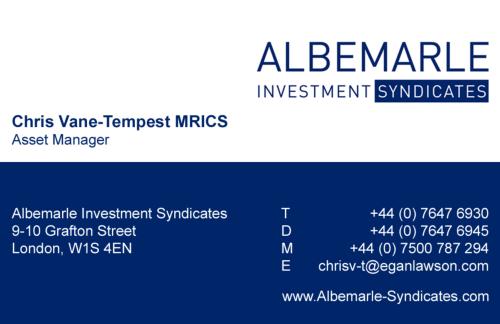 ALBEMARLE
INVESTMENT SYNDICATES
Chris Vane-Tempest MRICS
Asset Manager
Albemarle Investment Syndicates
9-10 Grafton Street
London, W1S 4EN
T +44 (0) 7647 6930
D +44 (0) 7647 6945
M +44 (0) 7500 787 294
E chrisv-t@eganlawson.com
www.Albemarle-Syndicates.com